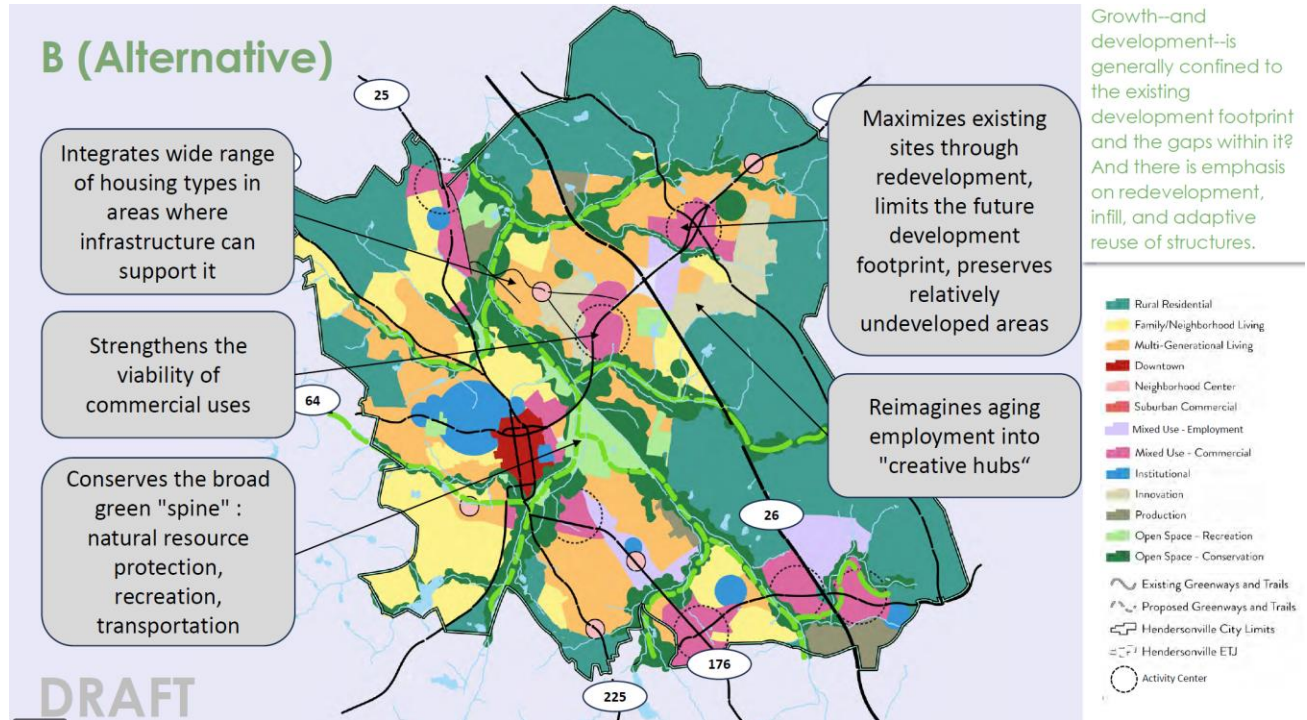 B (Alternative)
Integrates wide range
of housing types in
areas where
infrastructure can
support it
Strengthens the
viability of
commercial uses
Conserves the broad
green "spine" :
natural resource
protection,
recreation,
transportation
DRAFT
25
64
26
176
225
Maximizes existing
sites through
redevelopment,
limits the future
development
footprint, preserves
relatively
undeveloped areas
Reimagines aging
employment into
"creative hubs“
Growth--and
development--is
generally confined to
the existing
development footprint
and the gaps within it?
And there is emphasis
on redevelopment,
infill, and adaptive
reuse of structures.
Rural Residential
Family/Neighborhood Living
Multi-Generational Living
Downtown
Neighborhood Center
Suburban Commercial
Mixed Use - Employment
Mixed Use - Commercial
Institutional
Innovation
Production
Open Space - Recreation
Open Space - Conservation
Existing Greenways and Trails
Proposed Greenways and Trails
Hendersonville City Limits
Hendersonville ETJ
Activity Center